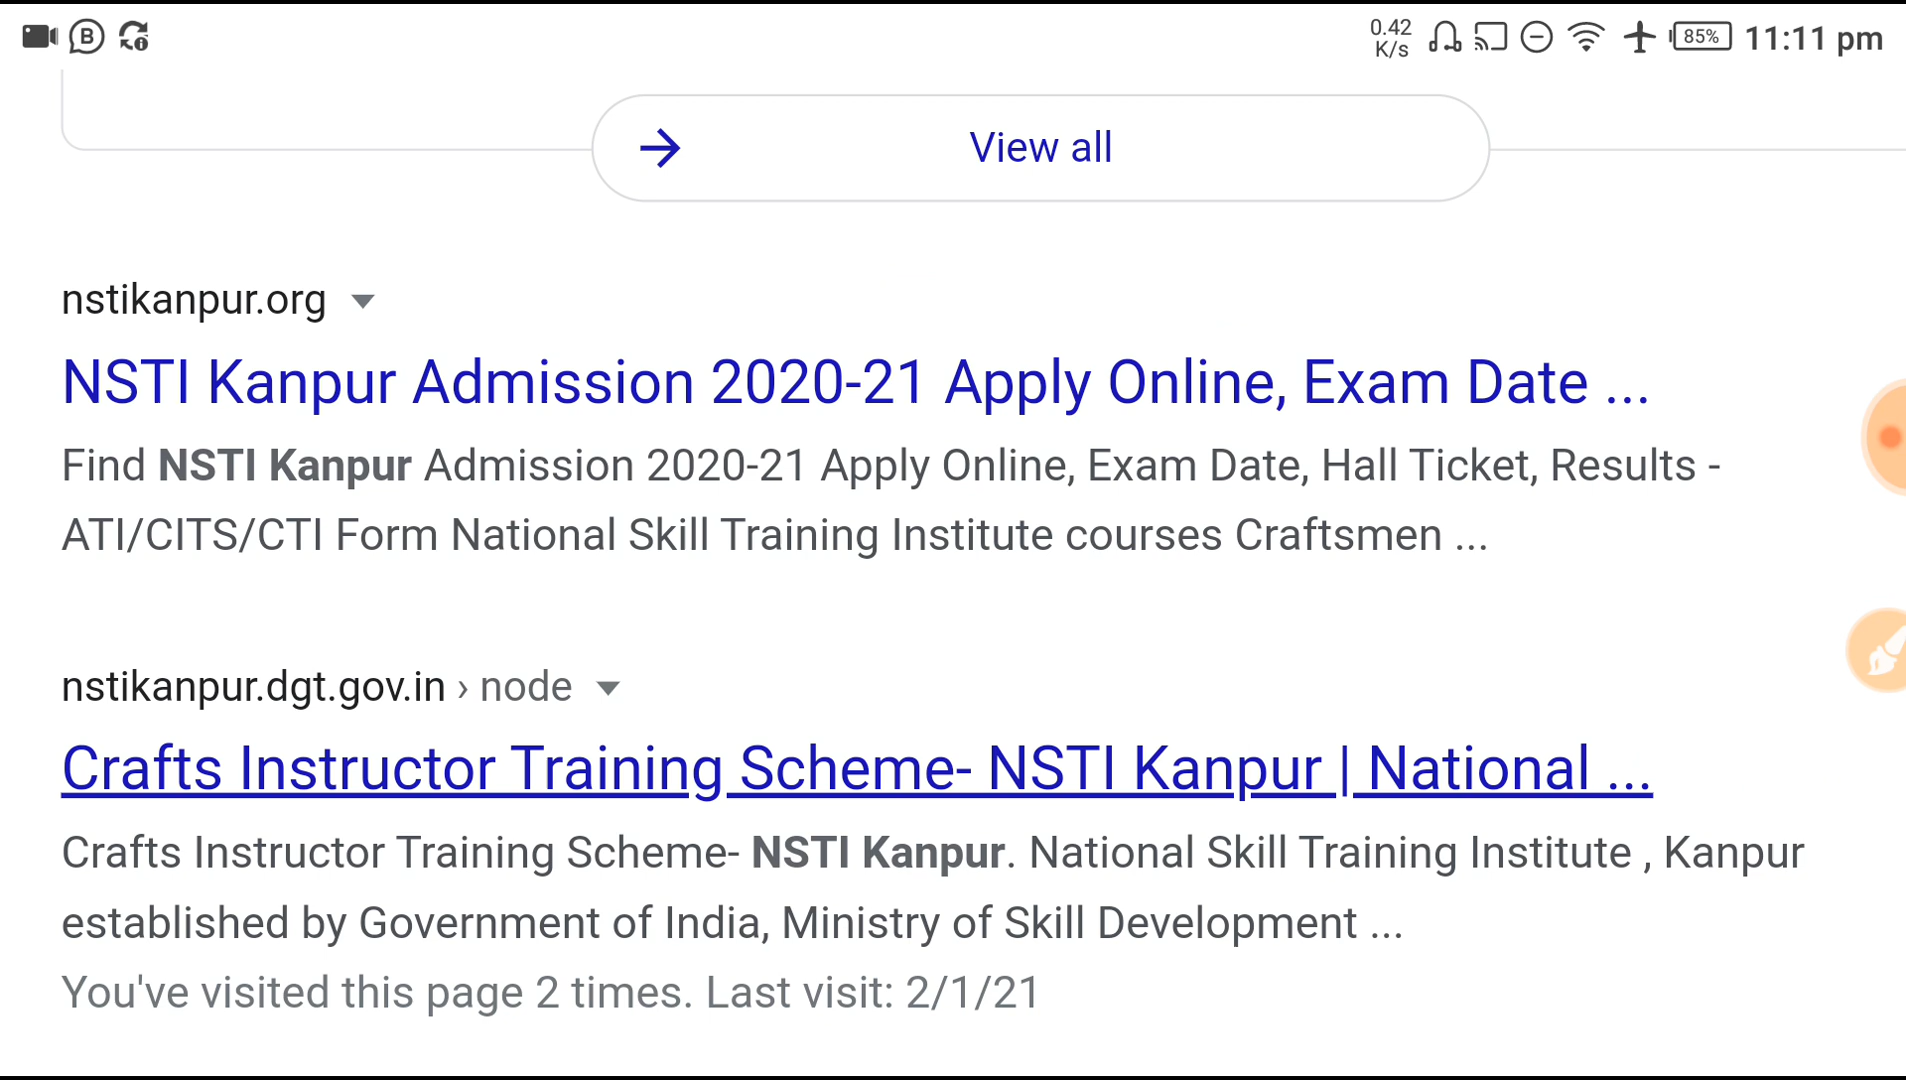 0.42
K/s
85%
11:11 pm
View all
nstikanpur.org
NSTI Kanpur Admission 2020-21 Apply Online, Exam Date ...
Find NSTI Kanpur Admission 2020-21 Apply Online, Exam Date, Hall Ticket, Results -
ATI/CITS/CTI Form National Skill Training Institute courses Craftsmen ...
nstikanpur.dgt.gov.in › node
Crafts Instructor Training Scheme- NSTI Kanpur | National ...
Crafts Instructor Training Scheme- NSTI Kanpur. National Skill Training Institute , Kanpur
established by Government of India, Ministry of Skill Development ...
You've visited this page 2 times. Last visit: 2/1/21